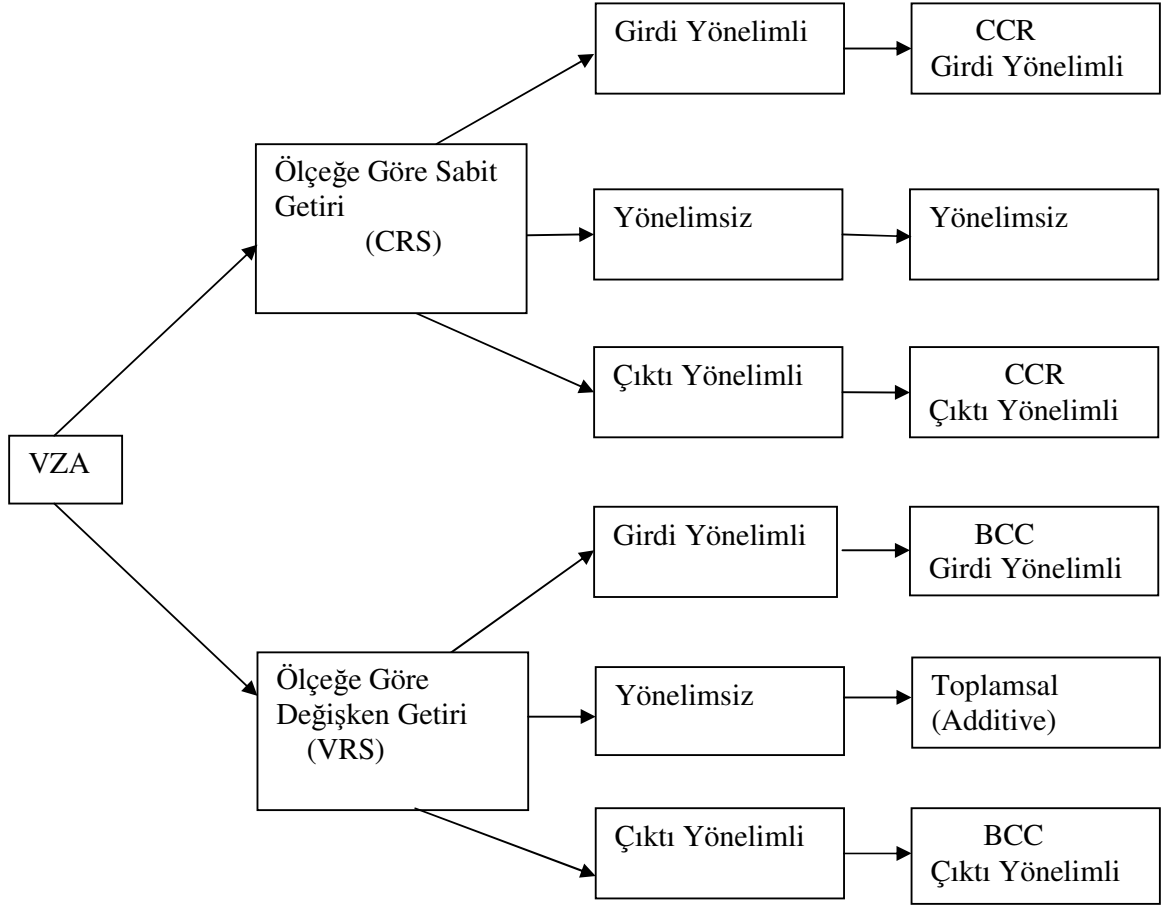 Girdi Yönelimli
CCR
Girdi Yönelimli
Ölçeğe Göre Sabit
Getiri
(CRS)
Yönelimsiz
Yönelimsiz
Çıktı Yönelimli
CCR
Çıktı Yönelimli
VZA
Girdi Yönelimli
BCC
Girdi Yönelimli
Ölçeğe Göre
Değişken Getiri
(VRS)
Yönelimsiz
Toplamsal
(Additive)
Çıktı Yönelimli
BCC
Çıktı Yönelimli